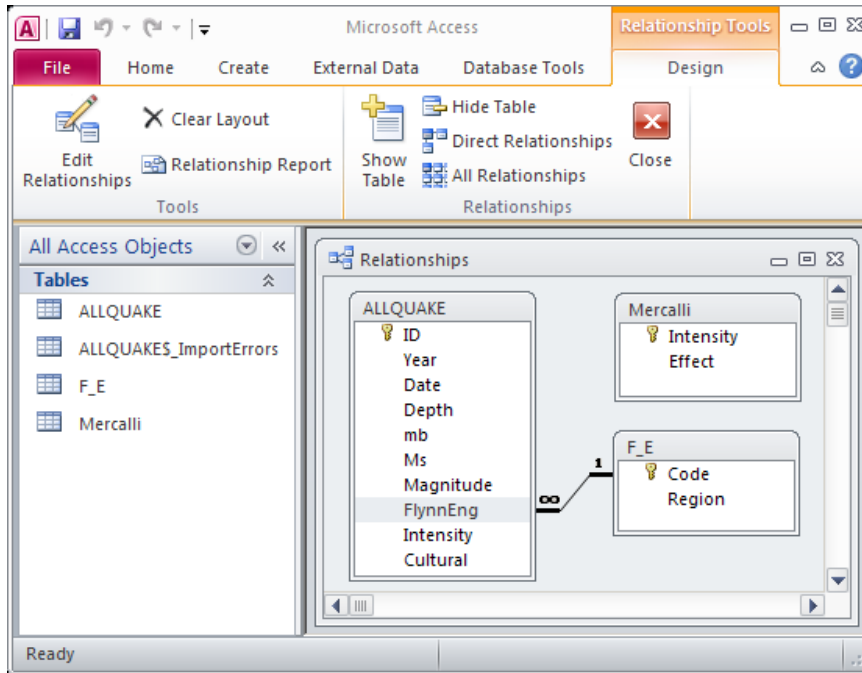 A Microsoft Access Relationship Tools
File Home Create External Data Database Tools Design
Edit Relationships
Clear Layout
Relationship Report
Tools
Show Table
Hide Table
Direct Relationships
All Relationships
Close
Relationships
All Access Objects
Tables
ALLQUAKE
ALLQUAKE$_ImportErrors
F_E
Mercalli
Relationships
ALLQUAKE
ID
Year
Date
Depth
mb
Ms
Magnitude
FlynnEng
Intensity
Cultural
∞
1
Mercalli
Intensity
Effect
F_E
Code
Region
Ready